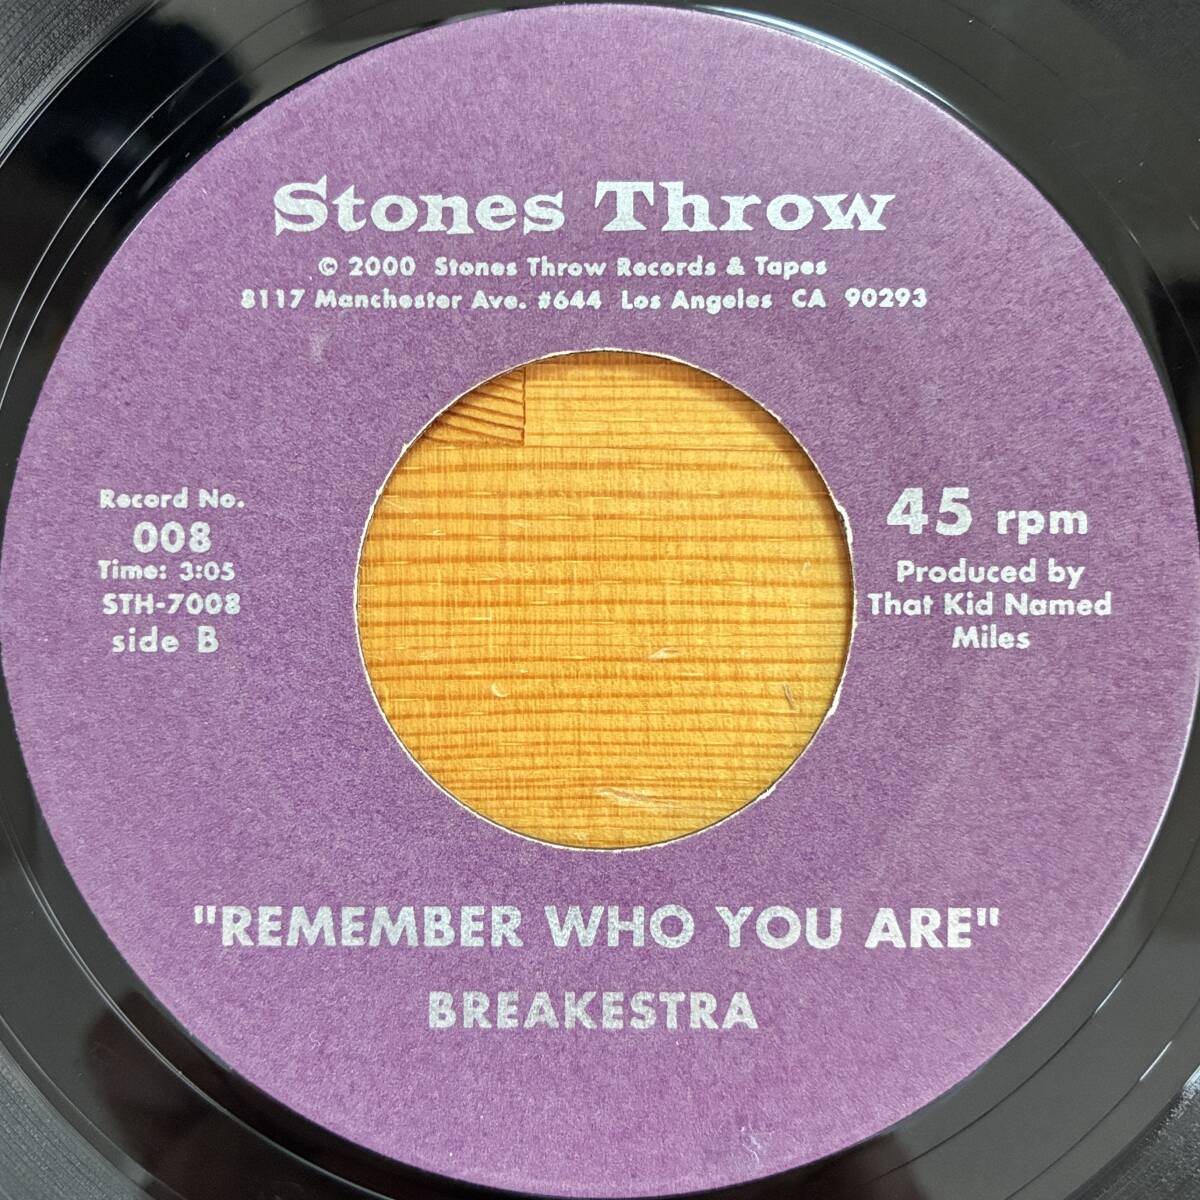 Stones Throw
© 2000 Stones Throw Records & Tapes
8117 Manchester Ave. #644 Los Angeles CA 90293
Record No.
008
Time: 3:05
STH-7008
side B
45 rpm
Produced by
That Kid Named
Miles
"REMEMBER WHO YOU ARE"
BREAKESTRA